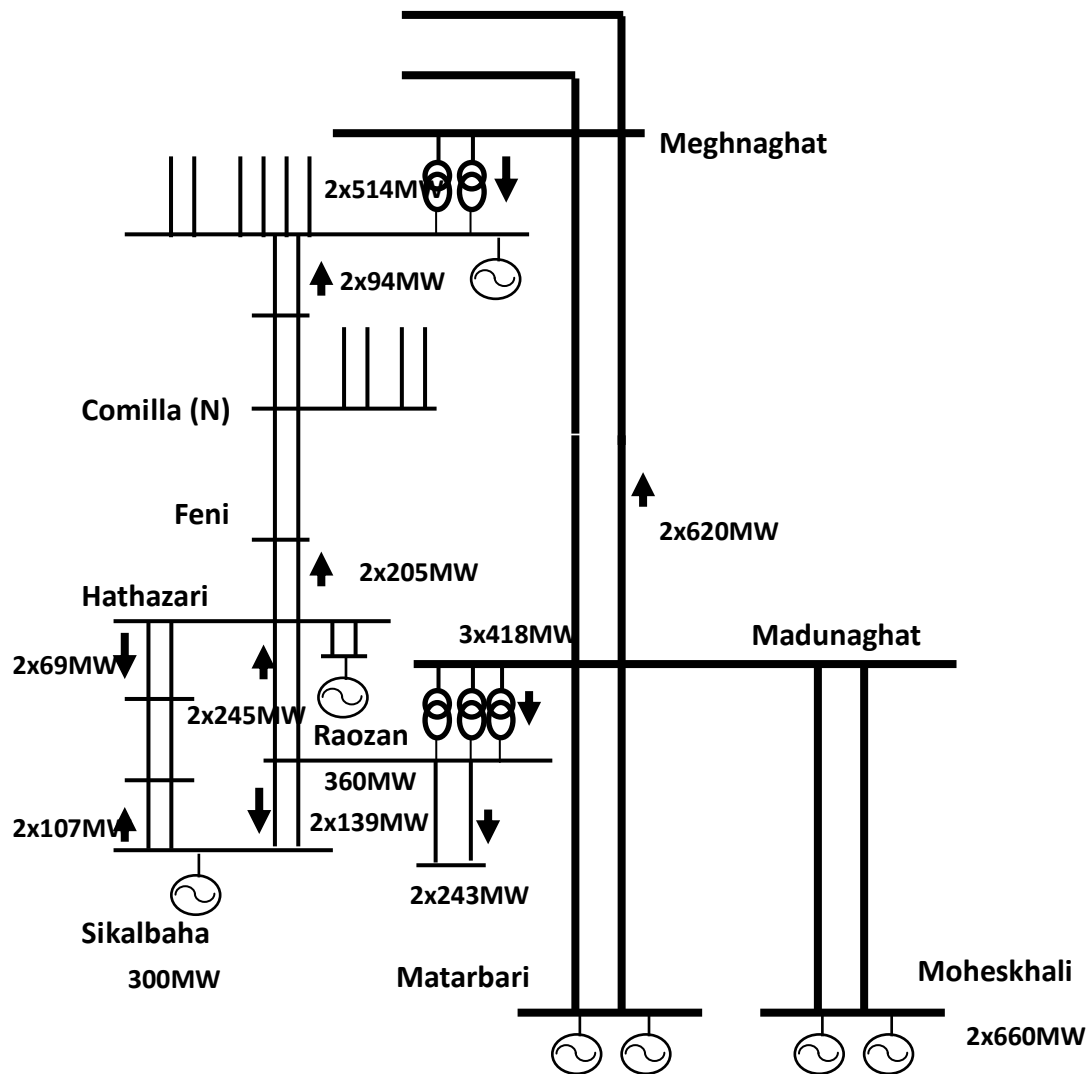 Meghnaghat
2x514MW
2x94MW
Comilla (N)
Feni
2x620MW
2x205MW
Hathazari
3x418MW
Madunaghat
2x69MW
2x245MW
Raozan
360MW
2x107MW
2x139MW
2x243MW
Sikalbaha
300MW
Matarbari
Moheskhali
2x660MW